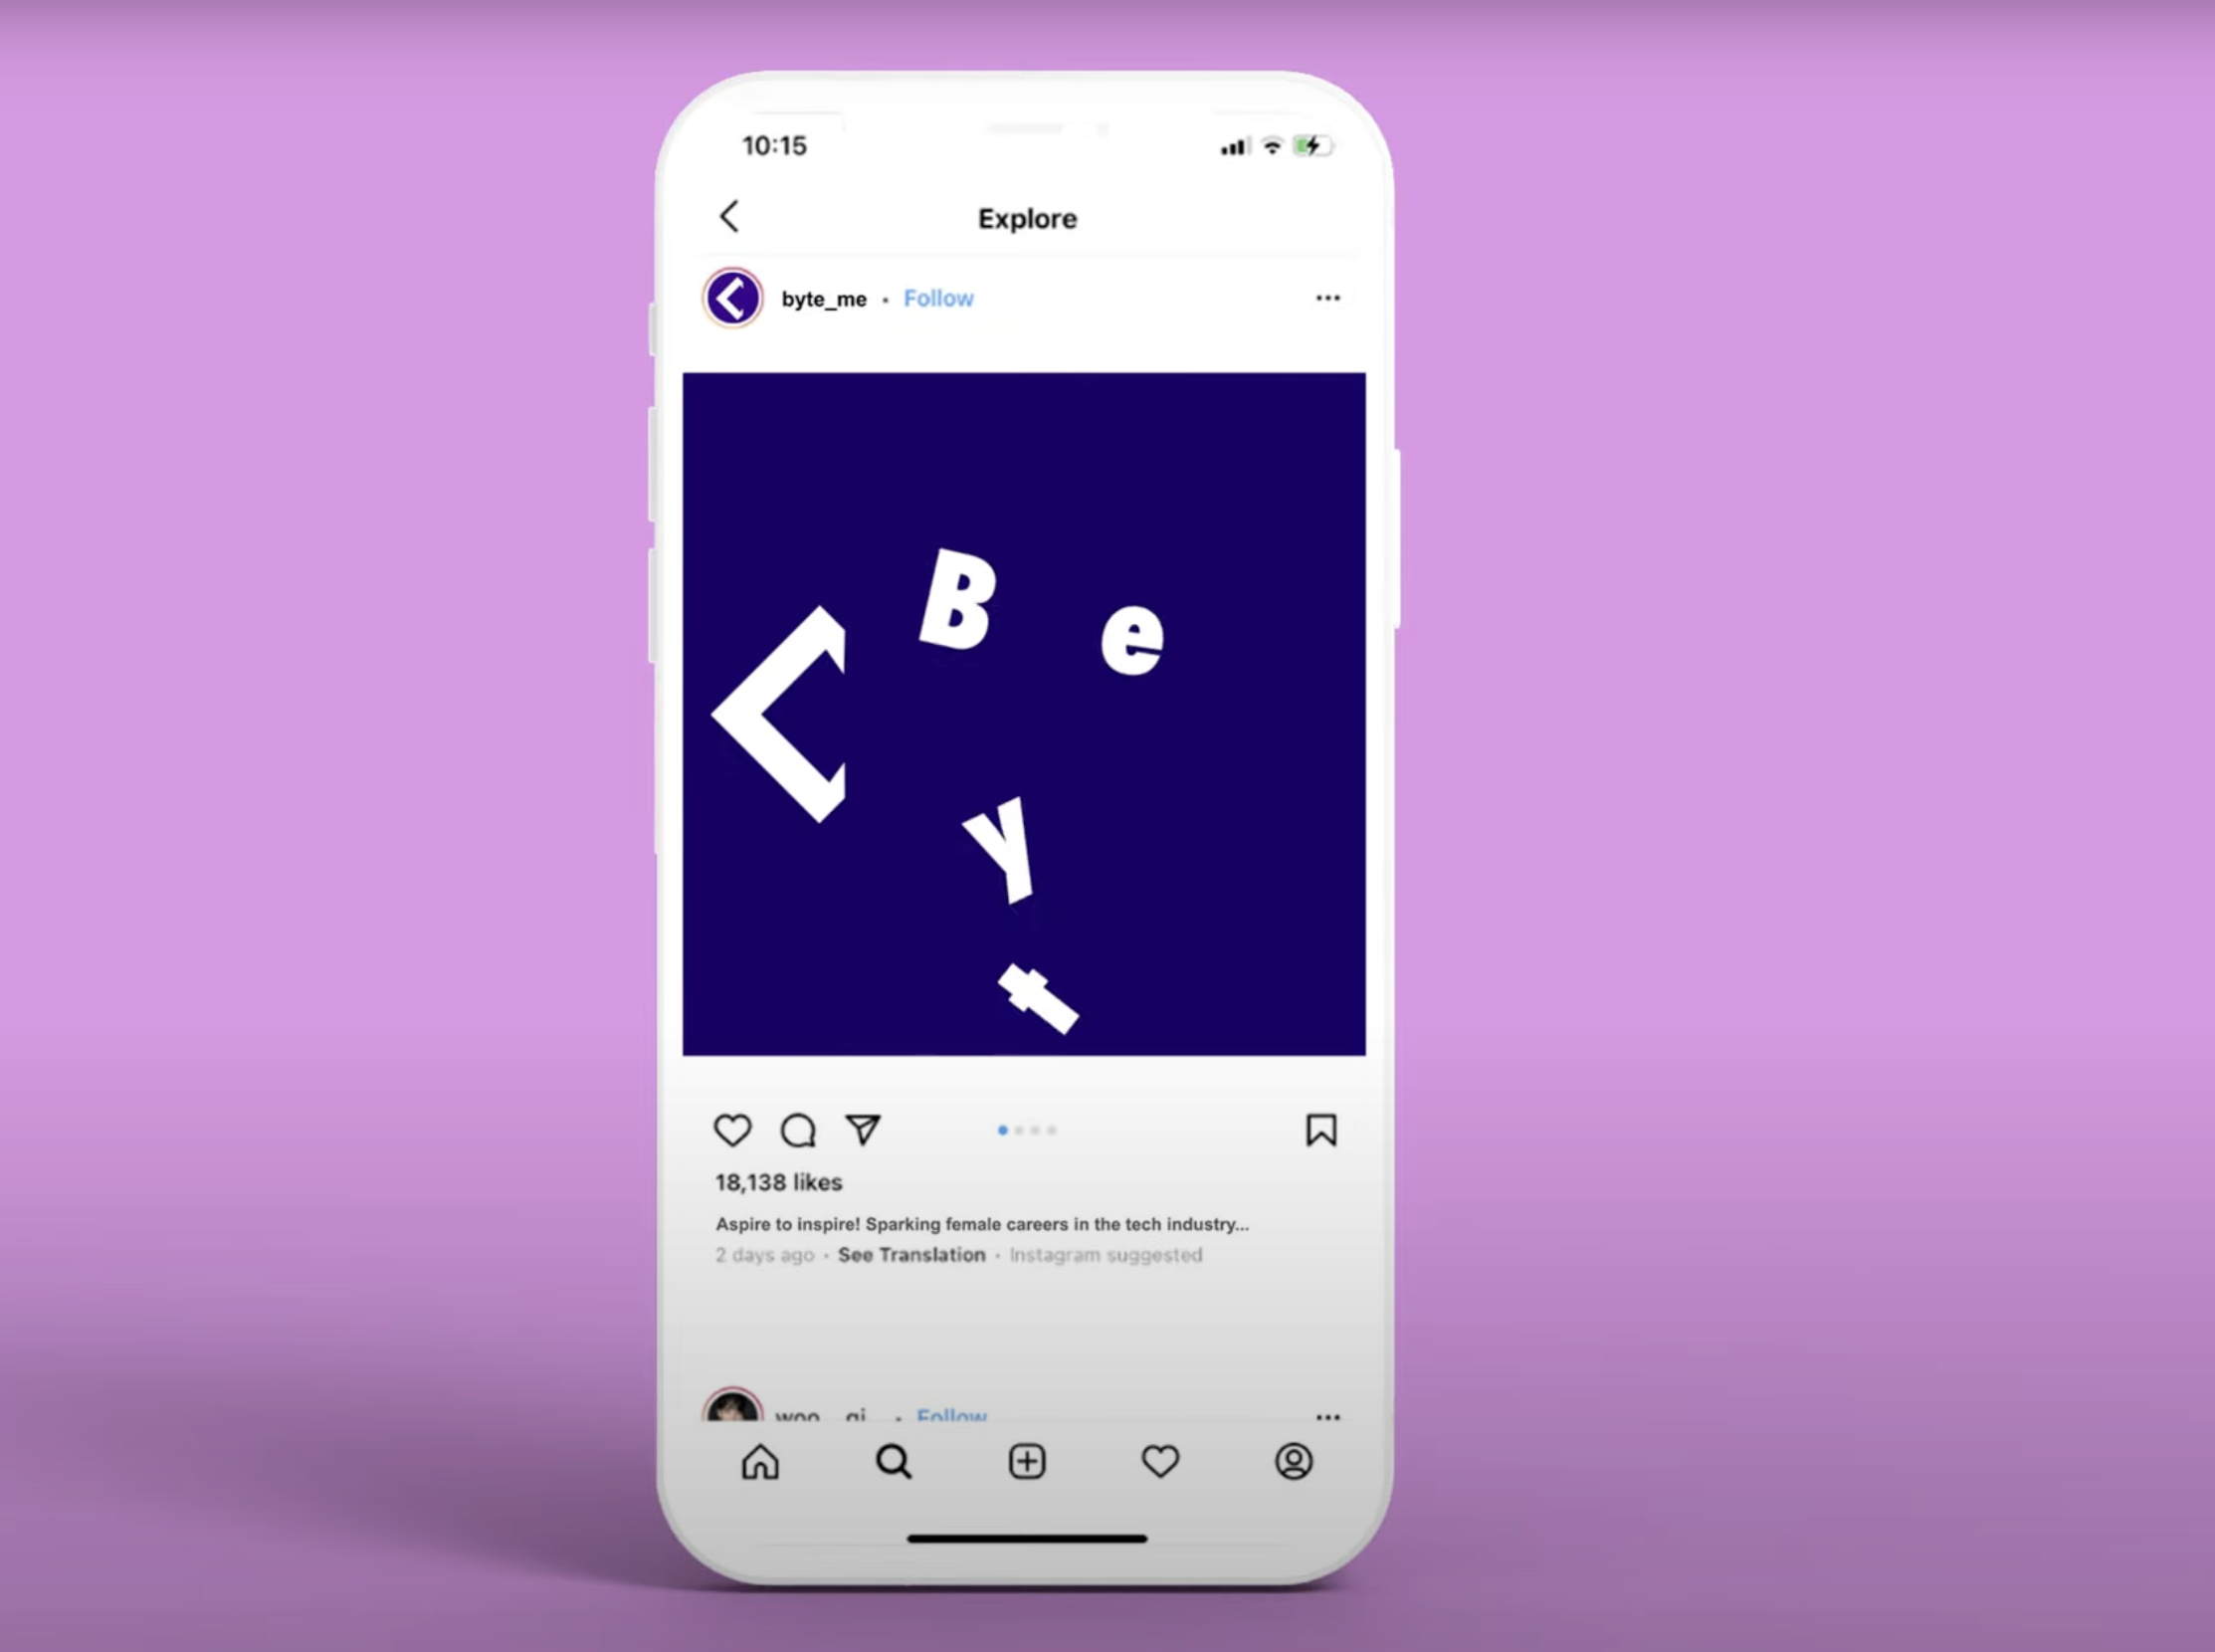 10:15
Explore
byte_me · Follow
B e
y
t
18,138 likes
Aspire to inspire! Sparking female careers in the tech industry...
2 days ago · See Translation · Instagram suggested
· Follow